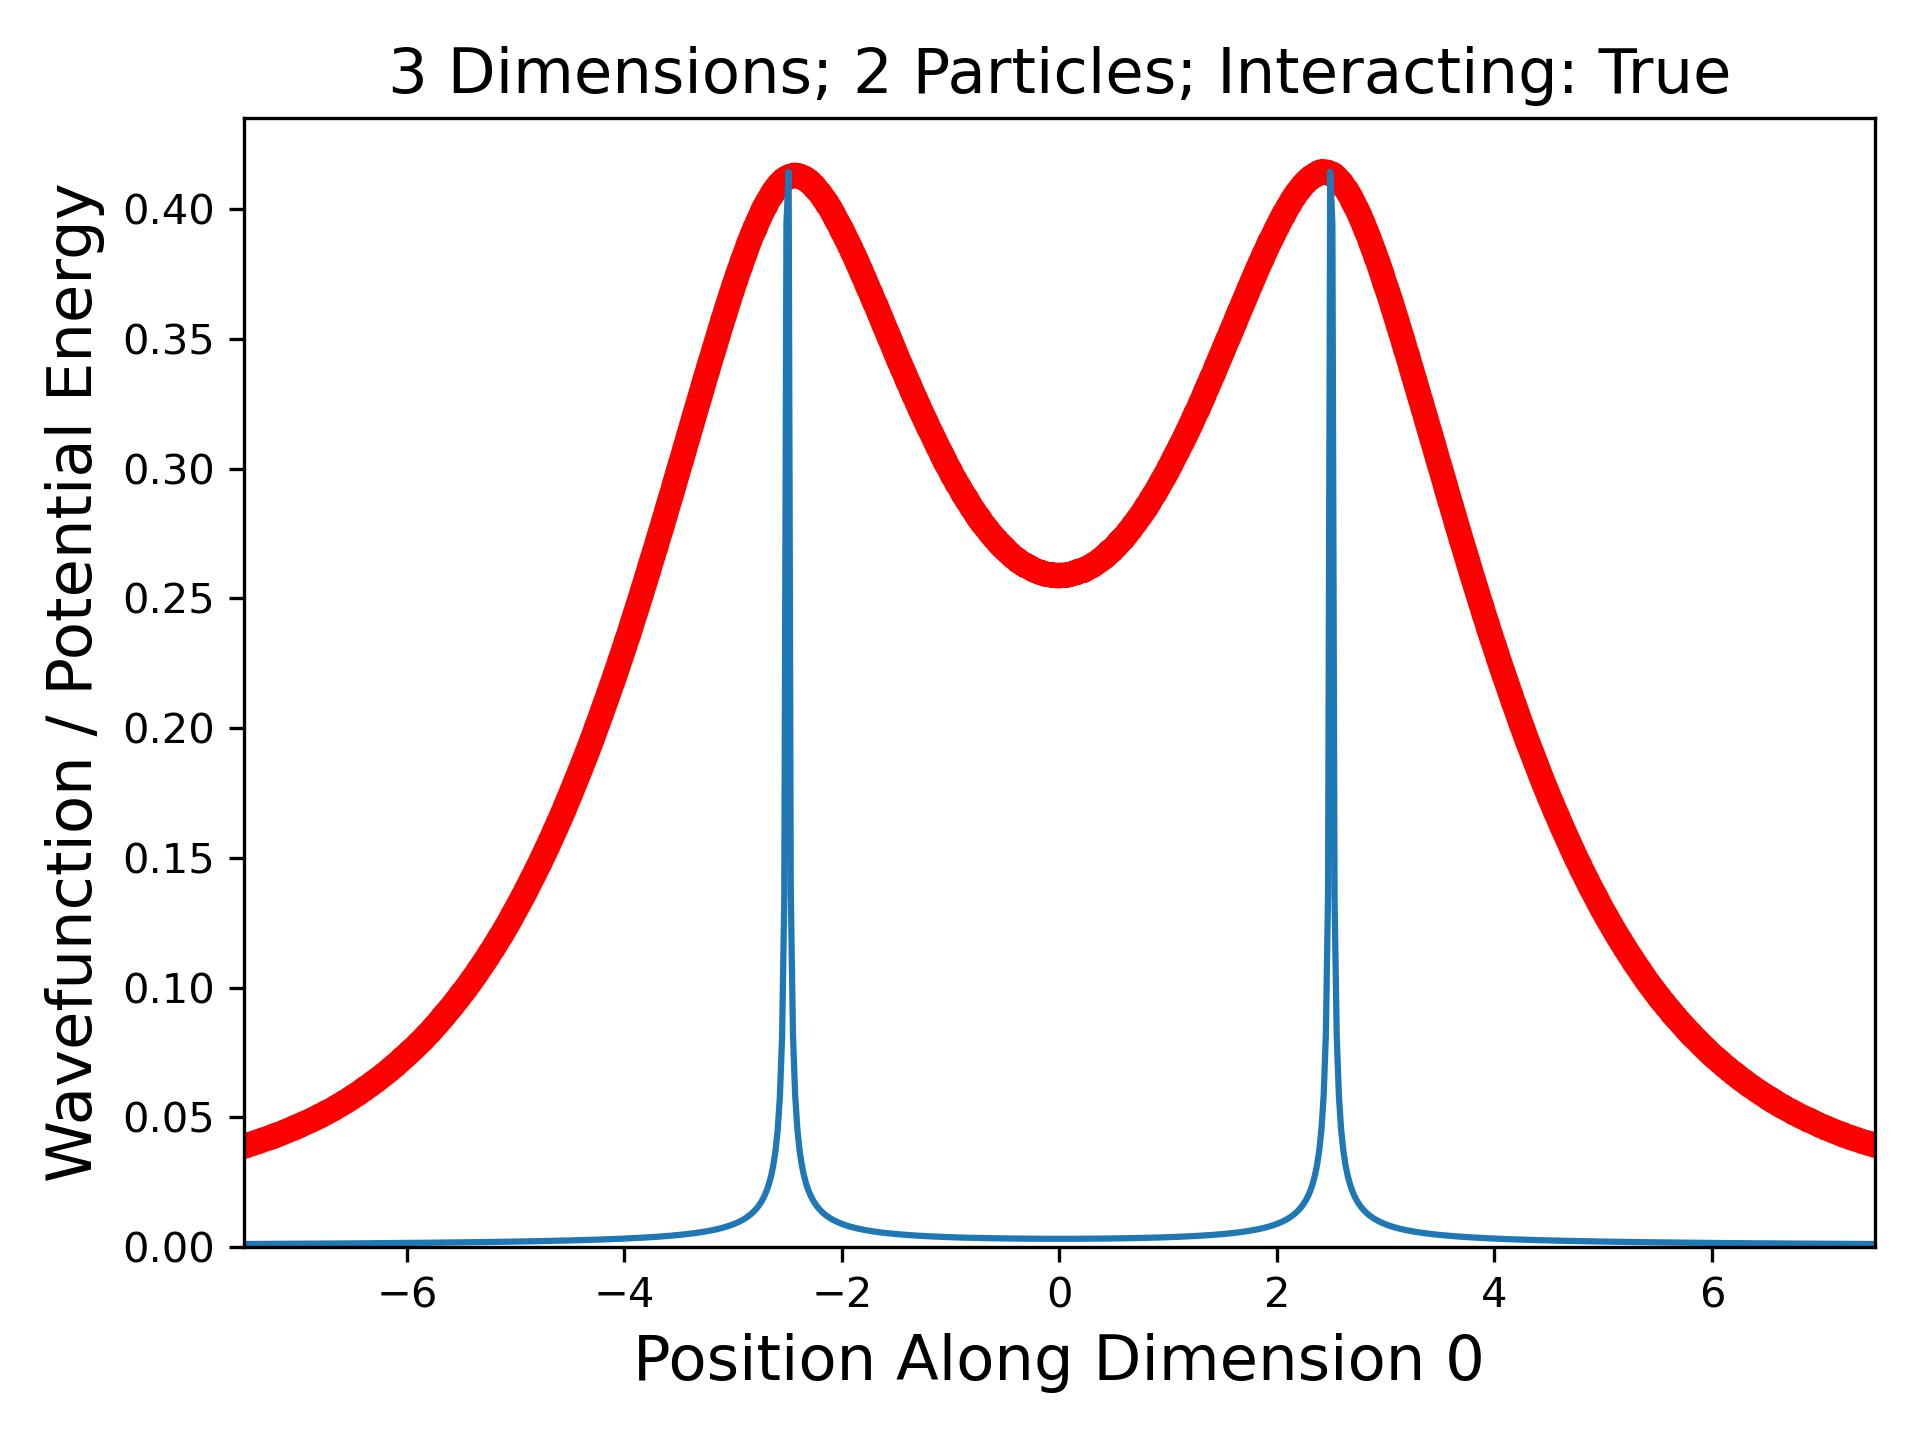 3 Dimensions; 2 Particles; Interacting: True
Wavefunction / Potential Energy
0.40
0.35
0.30
0.25
0.20
0.15
0.10
0.05
0.00
−6 −4 −2 0 2 4 6
Position Along Dimension 0